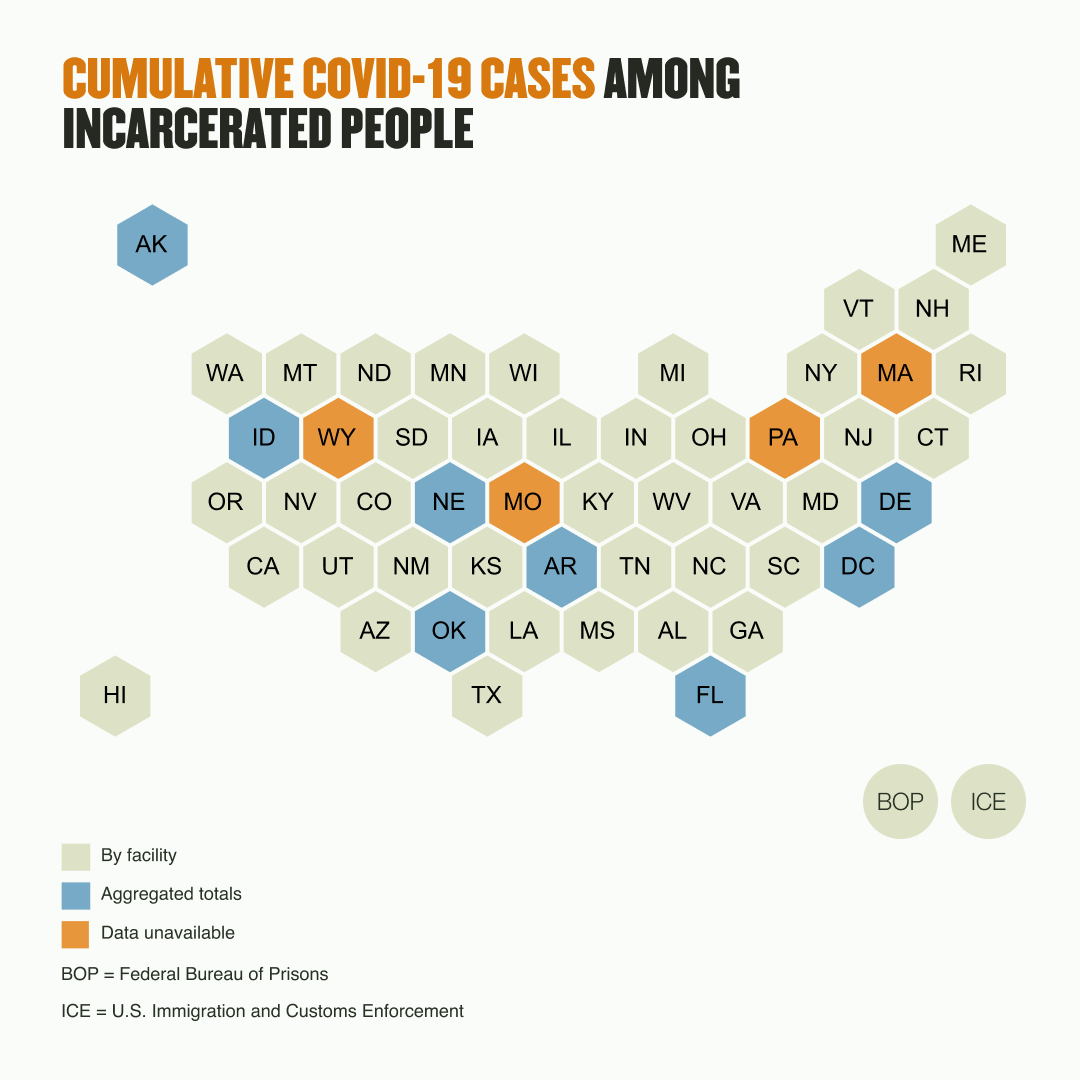 CUMULATIVE COVID-19 CASES AMONG
INCARCERATED PEOPLE
AK ME
VT NH
WA MT ND MN WI MI NY MA RI
ID WY SD IA IL IN OH PA NJ CT
OR NV CO NE MO KY WV VA MD DE
CA UT NM KS AR TN NC SC DC
AZ OK LA MS AL GA
HI TX FL
BOP ICE
By facility
Aggregated totals
Data unavailable
BOP = Federal Bureau of Prisons
ICE = U.S. Immigration and Customs Enforcement